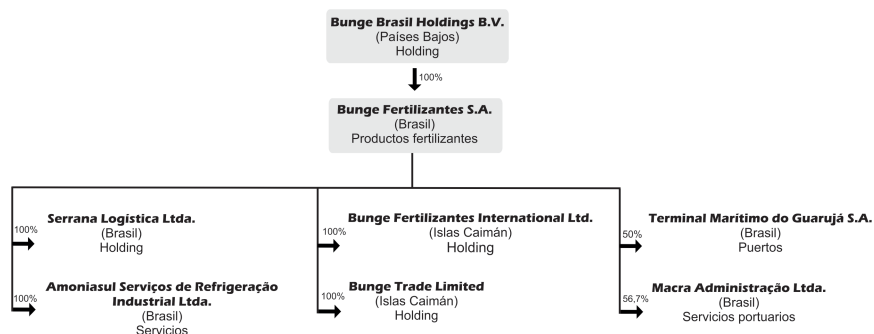 Bunge Brasil Holdings B.V.
(Países Bajos)
Holding
100%
Bunge Fertilizantes S.A.
(Brasil)
Productos fertilizantes
100%
Serrana Logística Ltda.
(Brasil)
Holding
100%
Amoniasul Serviços de Refrigeração
Industrial Ltda.
(Brasil)
Servicios
100%
Bunge Fertilizantes International Ltd.
(Islas Caimán)
Holding
100%
Bunge Trade Limited
(Islas Caimán)
Holding
50%
Terminal Marítimo do Guarujá S.A.
(Brasil)
Puertos
56,7%
Macra Administração Ltda.
(Brasil)
Servicios portuarios